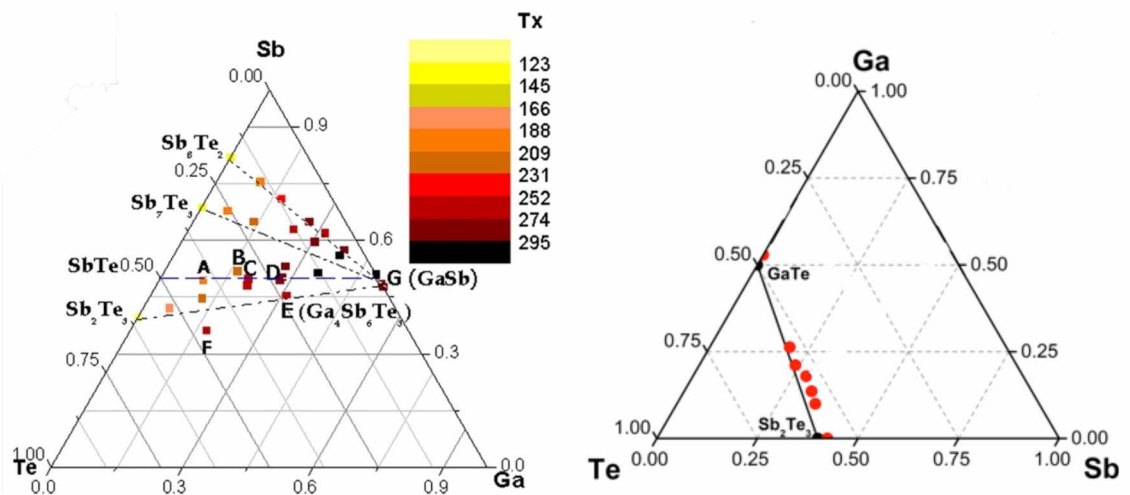 Tx
Sb
0.00
123
145
166
188
209
231
252
274
295
0.9
Sb6Te2
0.25
Sb7Te3
0.6
SbTe
0.50
A
B
C
D
G (GaSb)
Sb2Te3
E (Ga4Sb6Te3)
F
0.75
0.3
1.00
Te
0.0
0.3
0.6
0.9
0.0
Ga
Ga
0.00
1.00
0.25
0.75
0.50
GaTe
0.50
0.75
0.25
Sb2Te3
1.00
0.00
Te
0.00
0.25
0.50
0.75
1.00
Sb